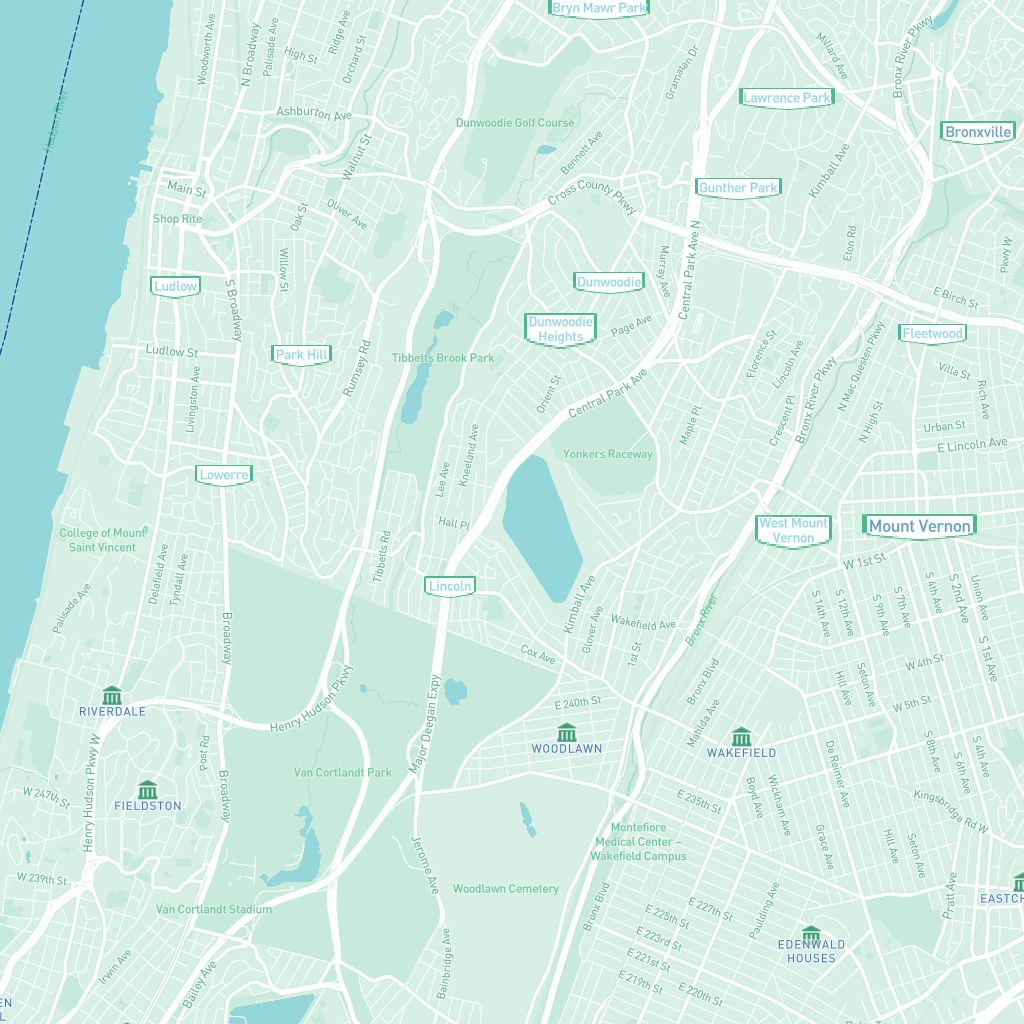 Bryn Mawr Park
Woodworth Ave
N Broadway
Palisade Ave
Ridge Ave
Orchard St
High St
Gramatan Dr
Millard Ave
Bronx River Pkwy
Hudson River
Ashburton Ave
Walnut St
Dunwoodie Golf Course
Bennett Ave
Lawrence Park
Bronxville
Kimball Ave
Main St
Shop Rite
Oak St
Oliver Ave
Cross County Pkwy
Gunther Park
Central Park Ave N
Eton Rd
Pkwy W
Willow St
Murray Ave
Ludlow
S Broadway
Dunwoodie
E Birch St
Dunwoodie
Heights
Page Ave
Fleetwood
Ludlow St
Park Hill
Rumsey Rd
Tibbetts Brook Park
Florence St
Lincoln Ave
N Mac Questen Pkwy
Villa St
Rich Ave
Livingston Ave
Orient St
Central Park Ave
Maple Pl
Crescent Pl
Bronx River Pkwy
N High St
Urban St
E Lincoln Ave
Kneeland Ave
Lee Ave
Yonkers Raceway
Lowerre
College of Mount
Saint Vincent
Hall Pl
West Mount
Vernon
Mount Vernon
Delafield Ave
Tyndall Ave
Tibbetts Rd
Lincoln
W 1st St
Palisade Ave
Broadway
Kimball Ave
Glover Ave
Wakefield Ave
Bronx River
S 14th Ave
S 12th Ave
S 9th Ave
S 7th Ave
S 4th Ave
S 2nd Ave
Union Ave
S 1st Ave
Cox Ave
1st St
Bronx Blvd
W 4th St
Hill Ave
Seton Ave
W 5th St
RIVERDALE
Henry Hudson Pkwy
Major Deegan Expy
E 240th St
Matilda Ave
WOODLAWN
WAKEFIELD
Post Rd
Henry Hudson Pkwy W
Van Cortlandt Park
De Reimer Ave
S 8th Ave
S 6th Ave
S 4th Ave
W 247th St
FIELDSTON
Broadway
Boyd Ave
Wickham Ave
E 235th St
Kingsbridge Rd W
Montefiore
Medical Center –
Wakefield Campus
Grace Ave
Hill Ave
Seton Ave
W 239th St
Jerome Ave
Woodlawn Cemetery
Pratt Ave
EASTCH
Van Cortlandt Stadium
Bronx Blvd
E 227th St
E 225th St
E 223rd St
E 221st St
E 219th St
E 220th St
Paulding Ave
EDENWALD
HOUSES
Irwin Ave
Bailey Ave
Bainbridge Ave